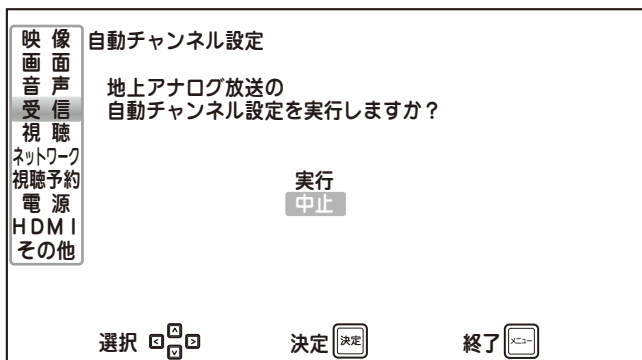 映 像
画 面
音 声
受 信
視 聴
ネットワーク
視聴予約
電 源
HDMI
その他
自動チャンネル設定
地上アナログ放送の
自動チャンネル設定を実行しますか？
実行
中止
選択
決定 決定
終了 メニュー